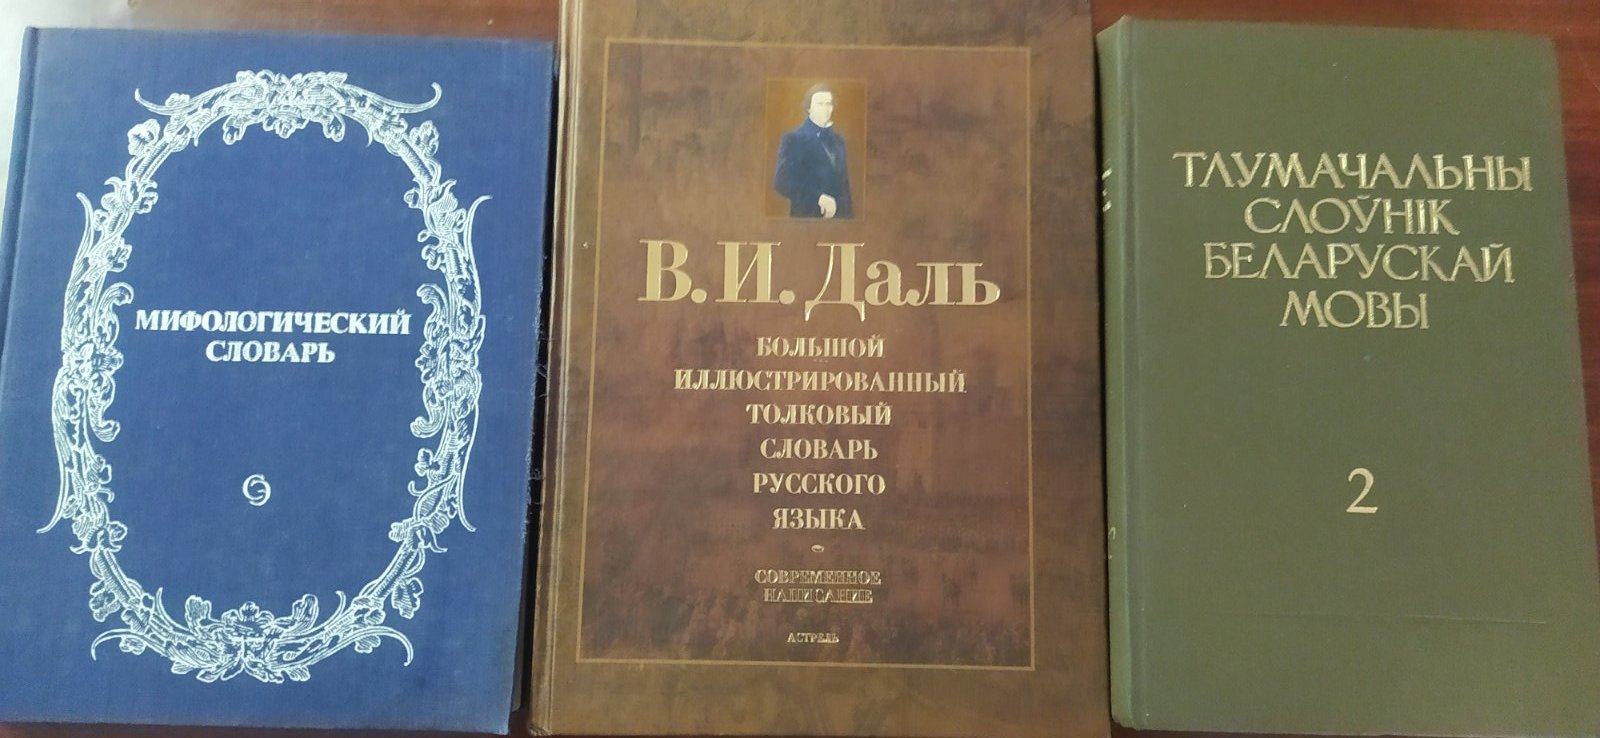 МИФОЛОГИЧЕСКИЙ
СЛОВАРЬ
В. И. Даль
БОЛЬШОЙ
ИЛЛЮСТРИРОВАННЫЙ
ТОЛКОВЫЙ
СЛОВАРЬ
РУССКОГО
ЯЗЫКА
СОВРЕМЕННОЕ
НАПИСАНИЕ
АСТРЕЛЬ
ТЛУМАЧАЛЬНЫ
СЛОЎНІК
БЕЛАРУСКАЙ
МОВЫ
2